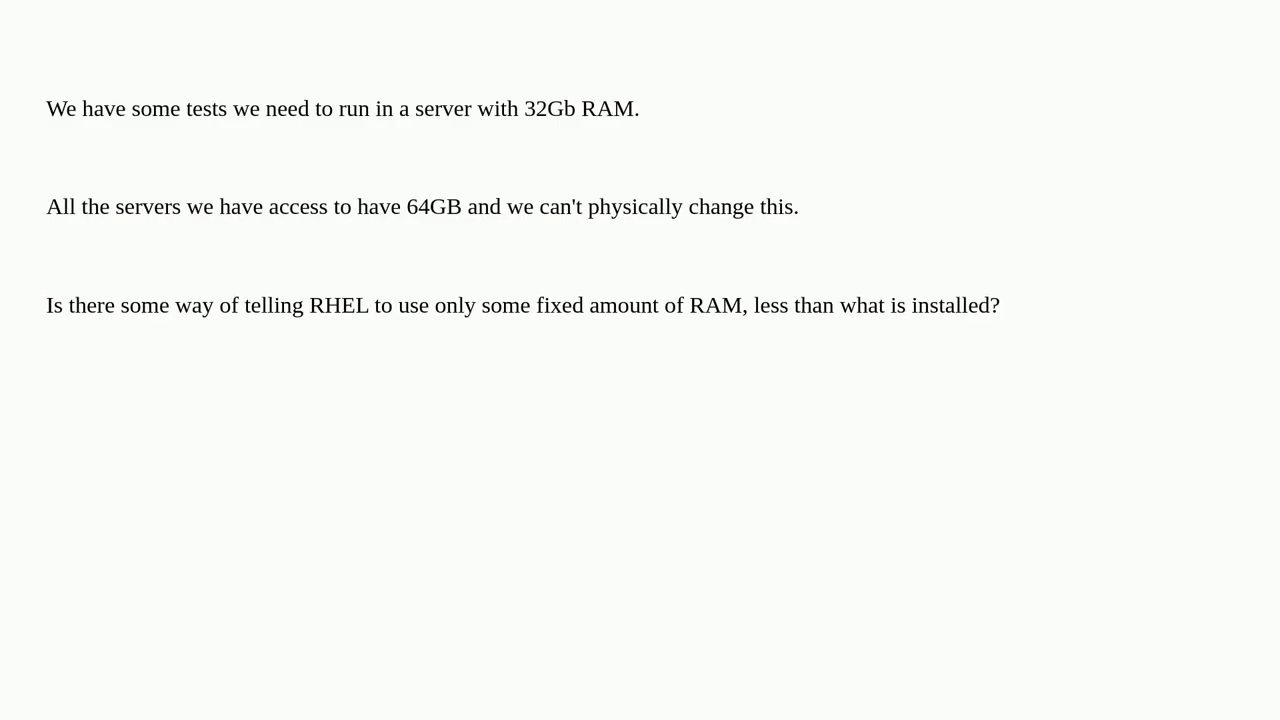 We have some tests we need to run in a server with 32Gb RAM.
All the servers we have access to have 64GB and we can't physically change this.
Is there some way of telling RHEL to use only some fixed amount of RAM, less than what is installed?